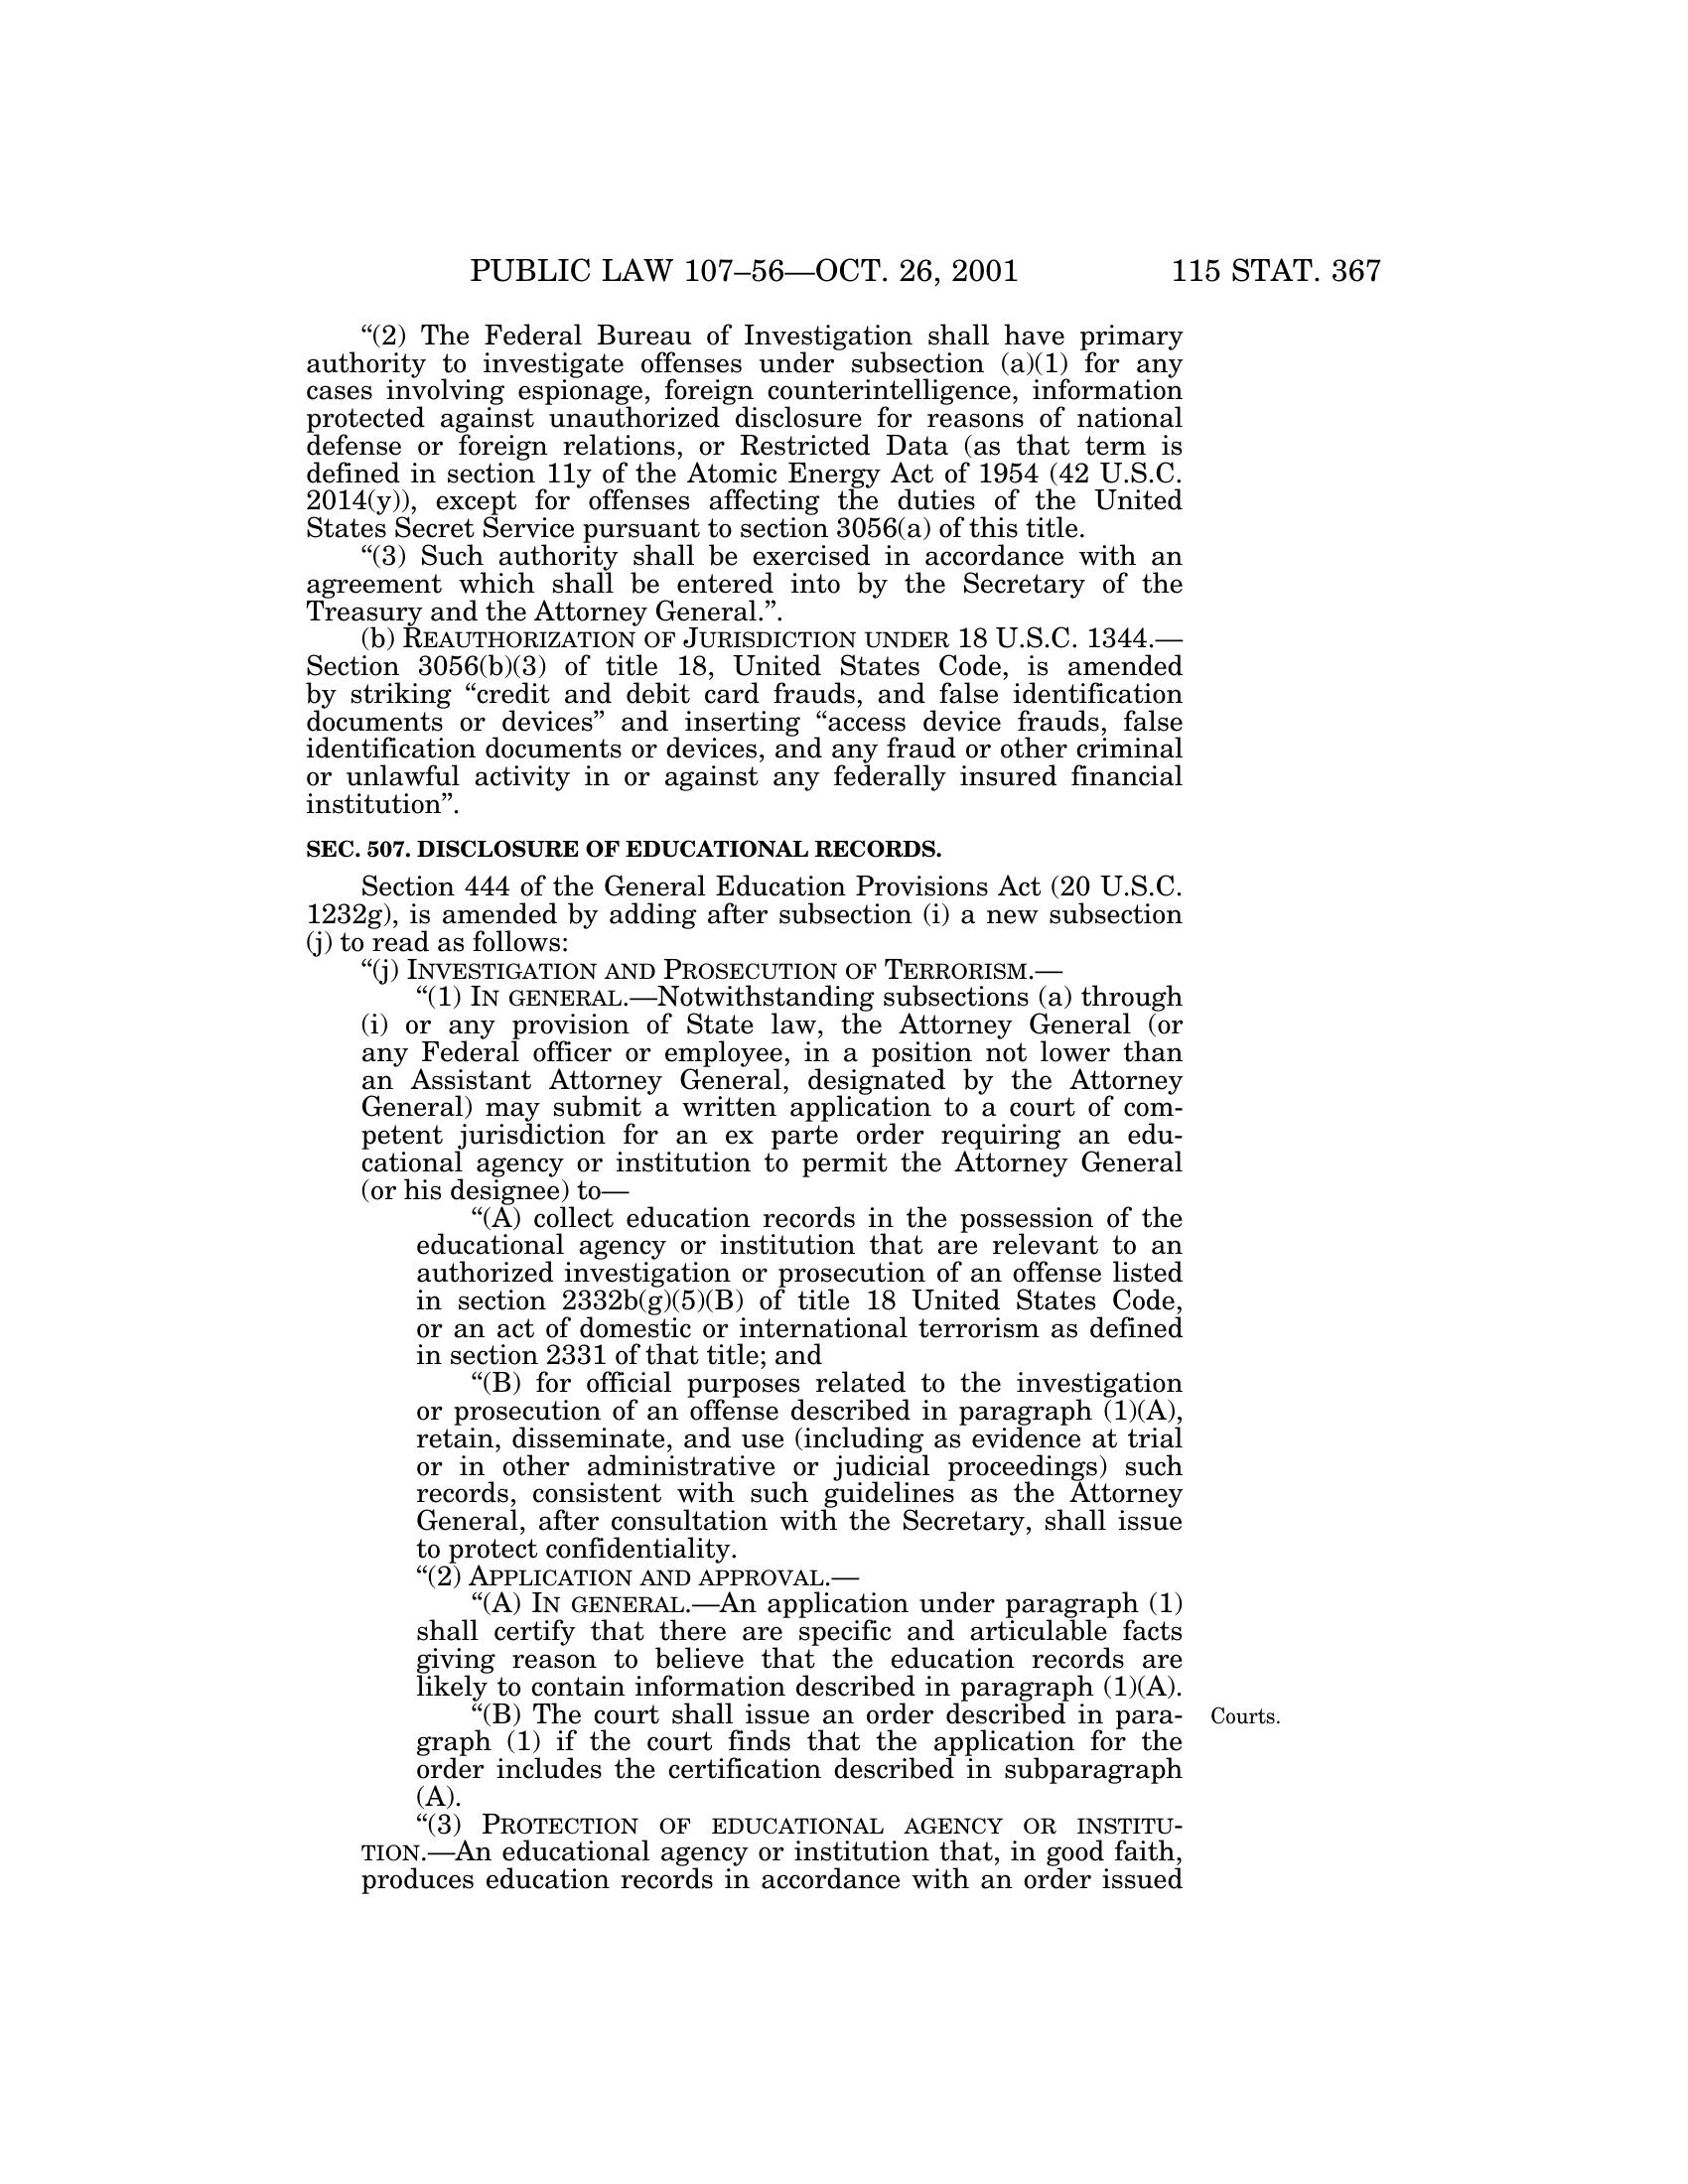 PUBLIC LAW 107–56—OCT. 26, 2001 115 STAT. 367
“(2) The Federal Bureau of Investigation shall have primary
authority to investigate offenses under subsection (a)(1) for any
cases involving espionage, foreign counterintelligence, information
protected against unauthorized disclosure for reasons of national
defense or foreign relations, or Restricted Data (as that term is
defined in section 11y of the Atomic Energy Act of 1954 (42 U.S.C.
2014(y)), except for offenses affecting the duties of the United
States Secret Service pursuant to section 3056(a) of this title.
“(3) Such authority shall be exercised in accordance with an
agreement which shall be entered into by the Secretary of the
Treasury and the Attorney General.”.
(b) REAUTHORIZATION OF JURISDICTION UNDER 18 U.S.C. 1344.—
Section 3056(b)(3) of title 18, United States Code, is amended
by striking “credit and debit card frauds, and false identification
documents or devices” and inserting “access device frauds, false
identification documents or devices, and any fraud or other criminal
or unlawful activity in or against any federally insured financial
institution”.
SEC. 507. DISCLOSURE OF EDUCATIONAL RECORDS.
Section 444 of the General Education Provisions Act (20 U.S.C.
1232g), is amended by adding after subsection (i) a new subsection
(j) to read as follows:
“(j) INVESTIGATION AND PROSECUTION OF TERRORISM.—
“(1) IN GENERAL.—Notwithstanding subsections (a) through
(i) or any provision of State law, the Attorney General (or
any Federal officer or employee, in a position not lower than
an Assistant Attorney General, designated by the Attorney
General) may submit a written application to a court of com-
petent jurisdiction for an ex parte order requiring an edu-
cational agency or institution to permit the Attorney General
(or his designee) to—
“(A) collect education records in the possession of the
educational agency or institution that are relevant to an
authorized investigation or prosecution of an offense listed
in section 2332b(g)(5)(B) of title 18 United States Code,
or an act of domestic or international terrorism as defined
in section 2331 of that title; and
“(B) for official purposes related to the investigation
or prosecution of an offense described in paragraph (1)(A),
retain, disseminate, and use (including as evidence at trial
or in other administrative or judicial proceedings) such
records, consistent with such guidelines as the Attorney
General, after consultation with the Secretary, shall issue
to protect confidentiality.
“(2) APPLICATION AND APPROVAL.—
“(A) IN GENERAL.—An application under paragraph (1)
shall certify that there are specific and articulable facts
giving reason to believe that the education records are
likely to contain information described in paragraph (1)(A).
“(B) The court shall issue an order described in para-
graph (1) if the court finds that the application for the
order includes the certification described in subparagraph
(A).
Courts.
“(3) PROTECTION OF EDUCATIONAL AGENCY OR INSTITU-
TION.—An educational agency or institution that, in good faith,
produces education records in accordance with an order issued